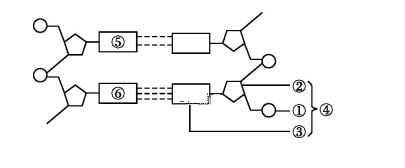 ⑤
⑥ ②
① ④
③